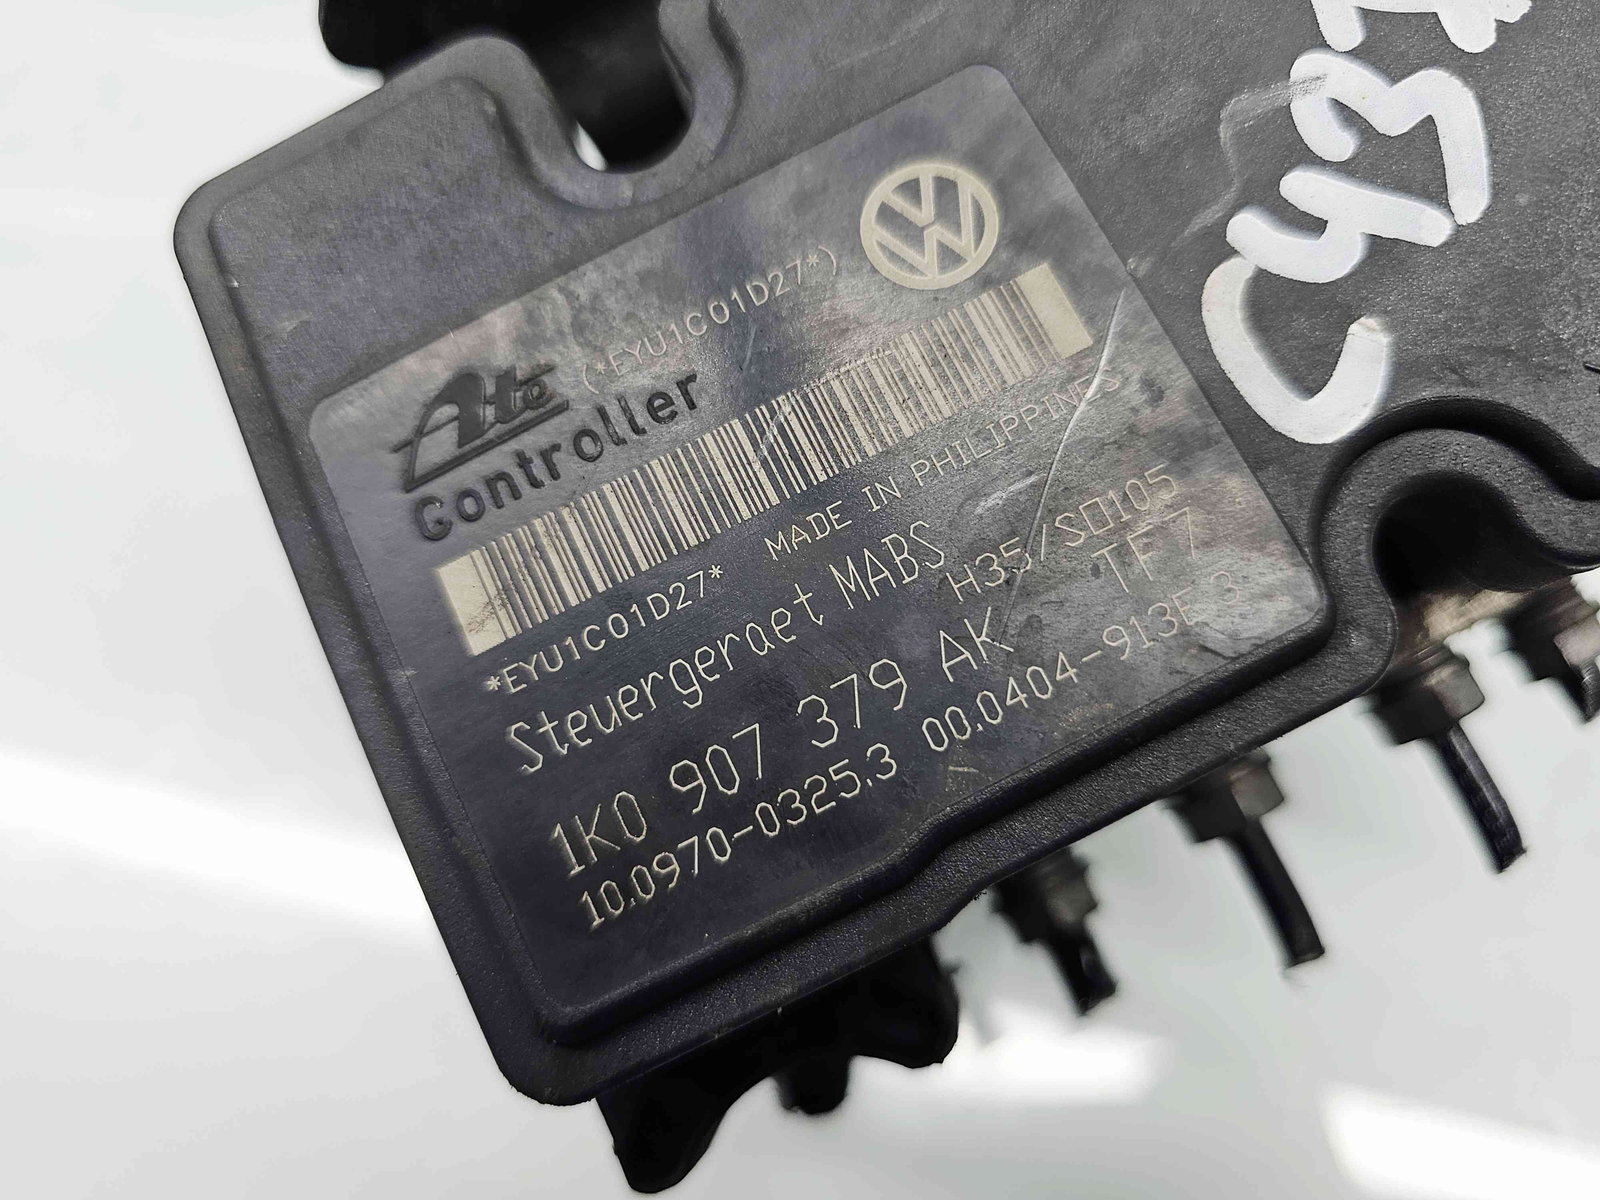 (*EYU1C01D27*)
Ate
Controller
*EYU1C01D27* MADE IN PHILIPPINES
Steuergeraet MABS H35/S□105
1K0 907 379 AK TF7
10.0970-0325.3 00.0404-913E.3